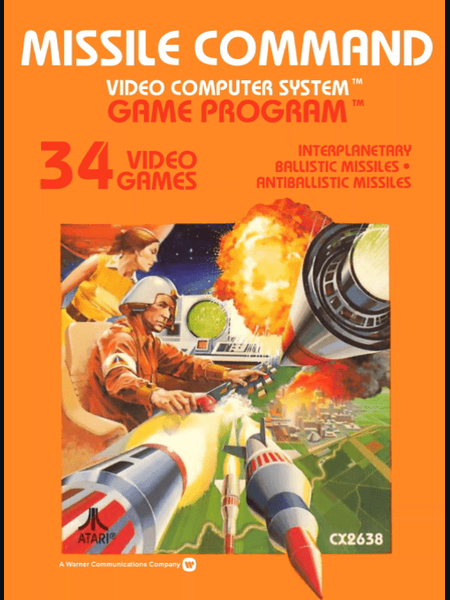 MISSILE COMMAND
VIDEO COMPUTER SYSTEM™
GAME PROGRAM™
34 VIDEO GAMES
INTERPLANETARY
BALLISTIC MISSILES •
ANTIBALLISTIC MISSILES
ATARI®
CX2638
A Warner Communications Company W